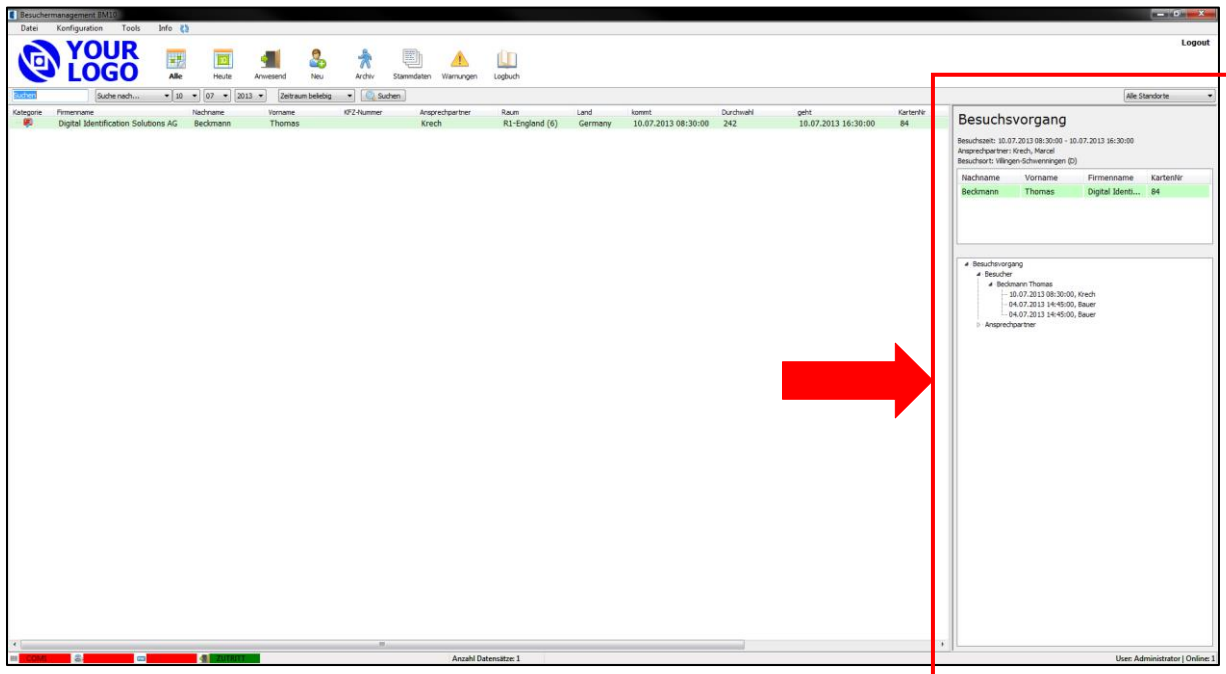 Besuchermanagement BM10
Datei Konfiguration Tools Info
Logout
YOUR
LOGO
Alle Heute Anwesend Neu Archiv Stammdaten Warnungen Logbuch
Suchen Suche nach... 10 07 2013 Zeitraum beliebig Suchen Alle Standorte
Kategorie Firmenname Nachname Vorname KFZ-Nummer Ansprechpartner Raum Land kommt Durchwahl geht KartenNr
Digital Identification Solutions AG Beckmann Thomas Krech R1-England (6) Germany 10.07.2013 08:30:00 242 10.07.2013 16:30:00 84
Besuchsvorgang
Besuchszeit: 10.07.2013 08:30:00 - 10.07.2013 16:30:00
Ansprechpartner: Krech, Marcel
Besuchsort: Villingen-Schwenningen (D)
Nachname Vorname Firmenname KartenNr
Beckmann Thomas Digital Identi... 84
Besuchsvorgang
Besucher
Beckmann Thomas
10.07.2013 08:30:00, Krech
04.07.2013 14:45:00, Bauer
04.07.2013 14:45:00, Bauer
Ansprechpartner
ZUTRITT Anzahl Datensätze: 1 User: Administrator | Online: 1